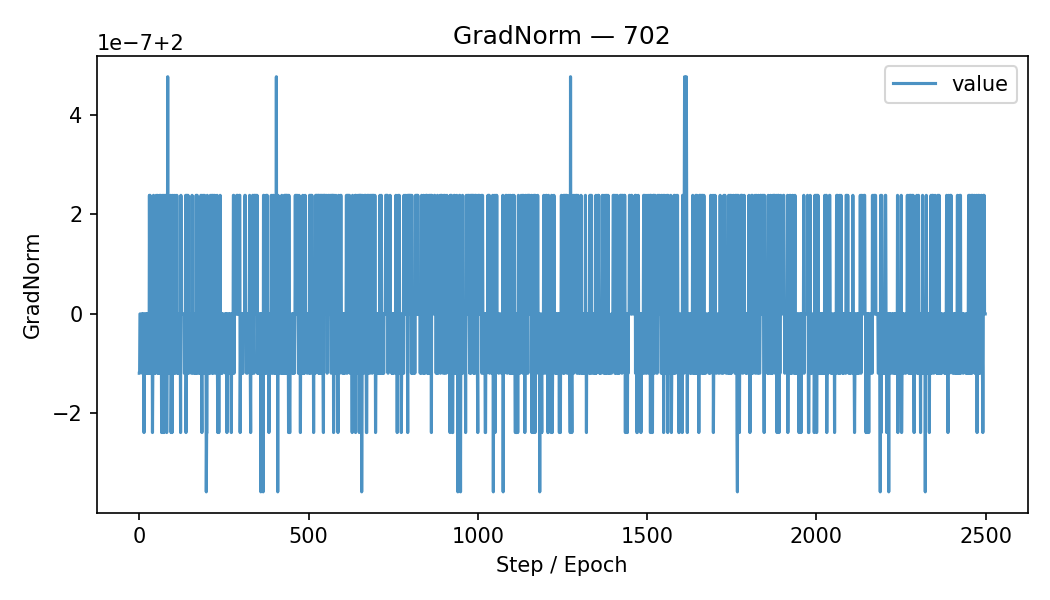 GradNorm — 702
1e−7+2
value
4
2
0
−2
GradNorm
0
500
1000
1500
2000
2500
Step / Epoch